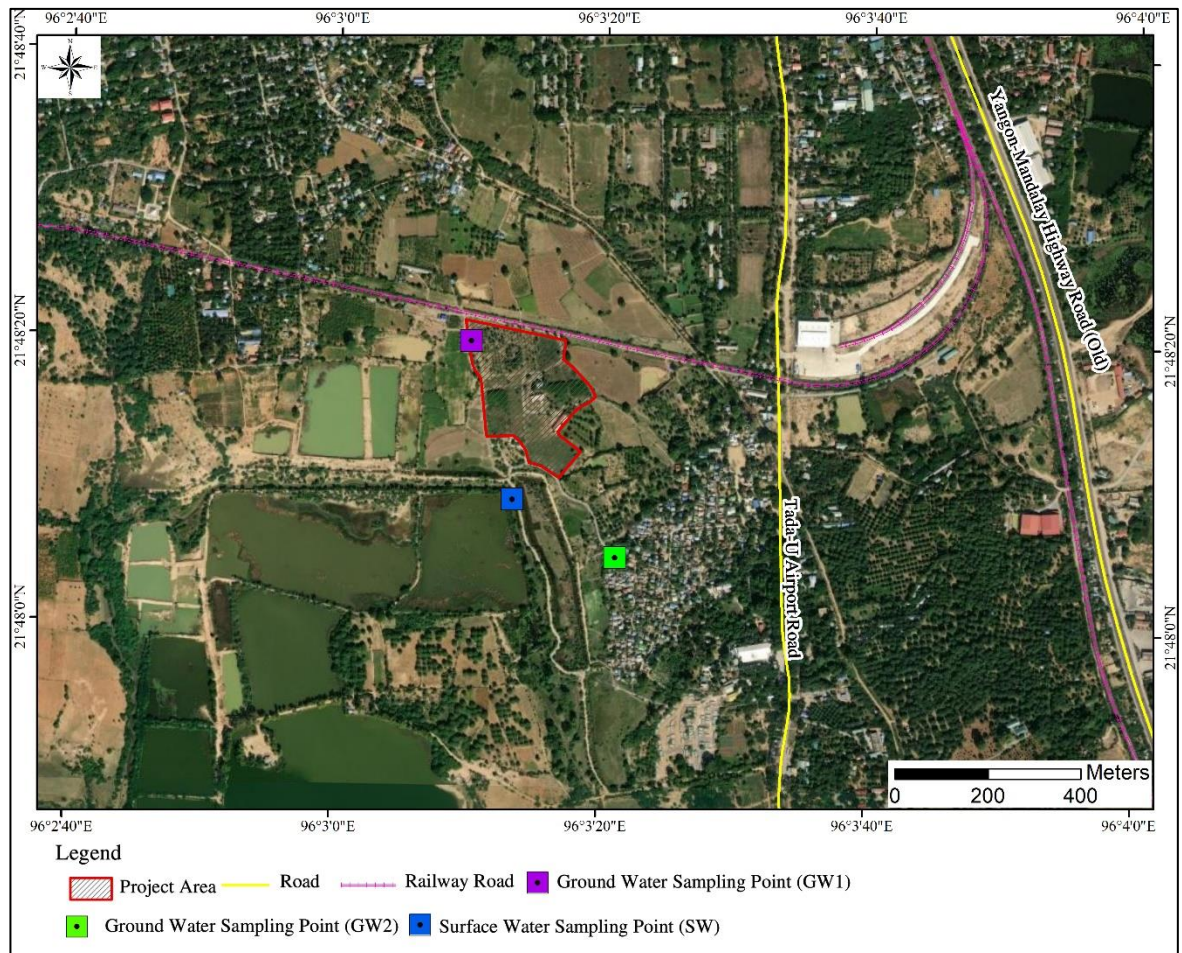 96°2'40"E 96°3'0"E 96°3'20"E 96°3'40"E 96°4'0"E
21°48'40"N
N
W E
S
Yangon-Mandalay Highway Road (Old)
21°48'20"N
21°48'20"N
Tada-U Airport Road
21°48'0"N
21°48'0"N
Meters
0 200 400
96°2'40"E 96°3'0"E 96°3'20"E 96°3'40"E 96°4'0"E
Legend
Project Area Road Railway Road Ground Water Sampling Point (GW1)
Ground Water Sampling Point (GW2) Surface Water Sampling Point (SW)